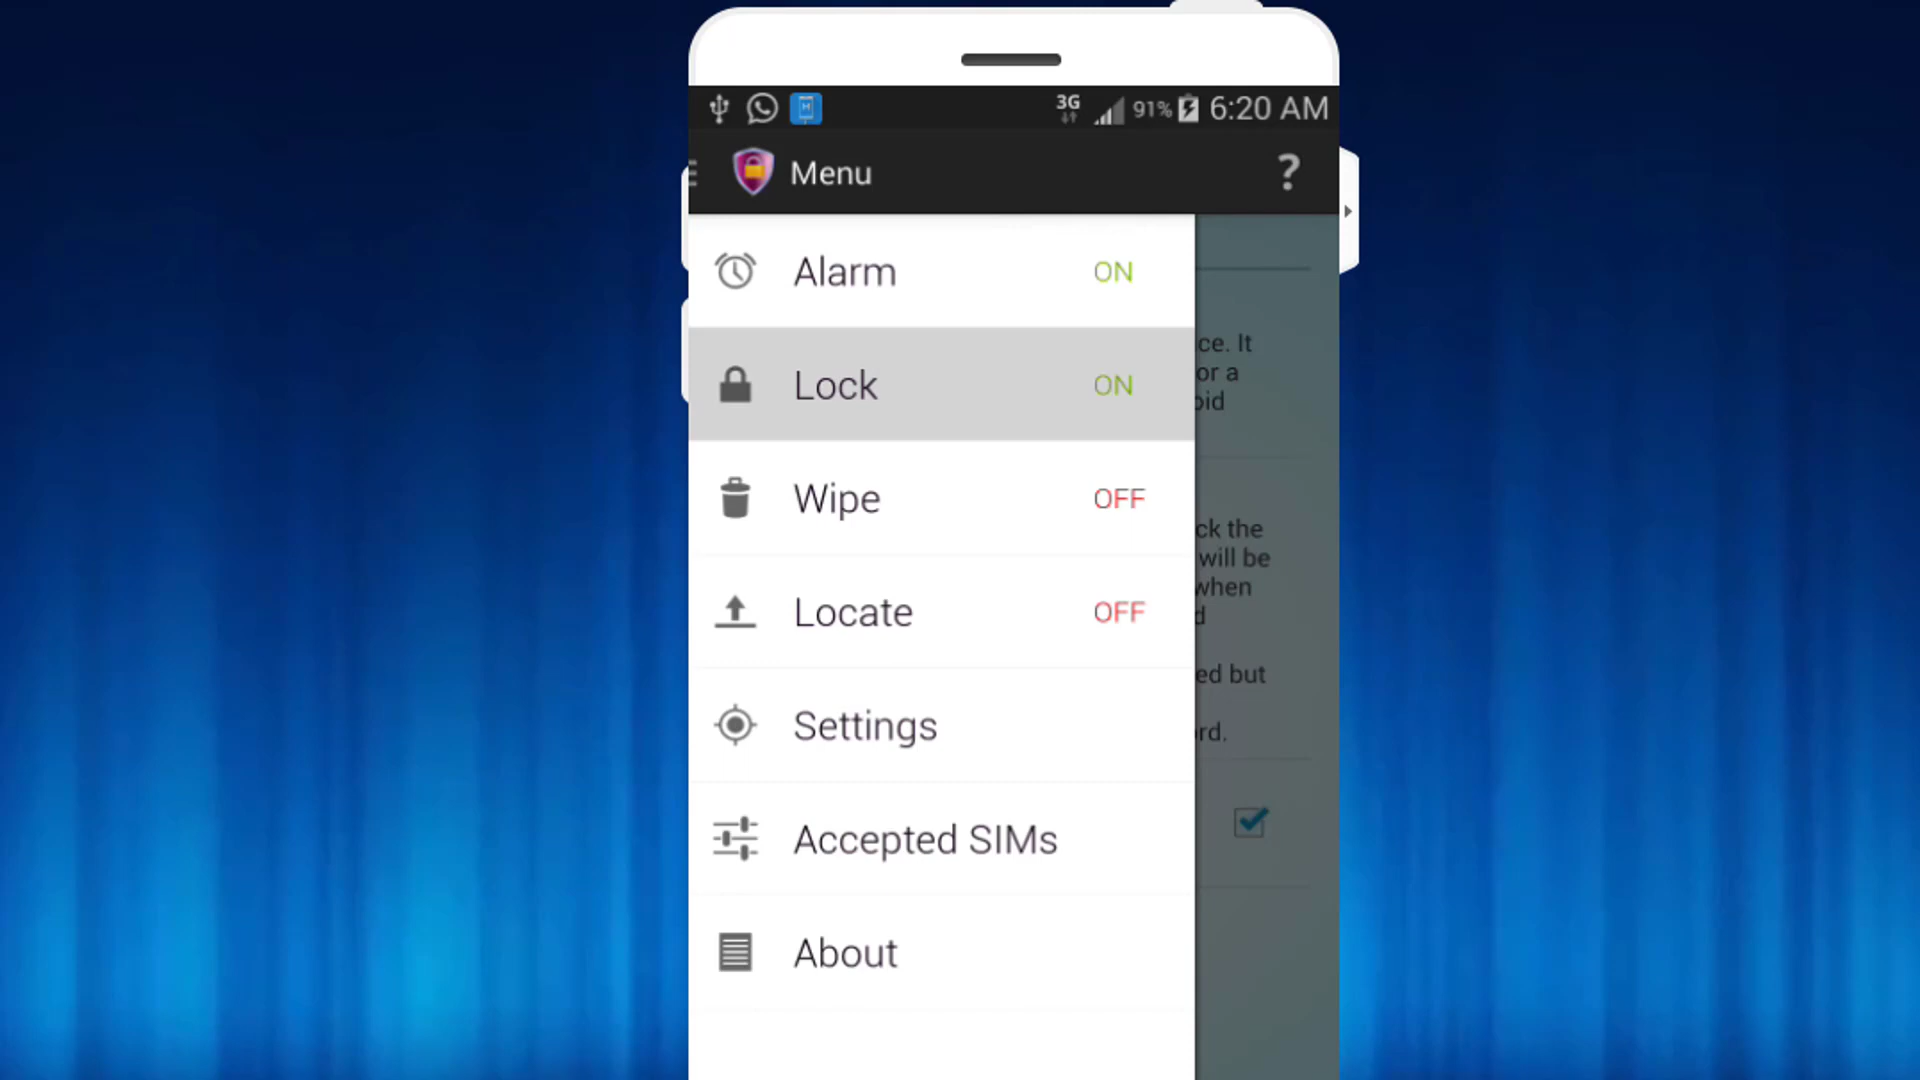 3G 91% 6:20 AM
Menu ?
Alarm ON
Lock ON
Wipe OFF
Locate OFF
Settings
Accepted SIMs
About
ce. It
or a
oid
ck the
will be
when
d
ed but
rd.